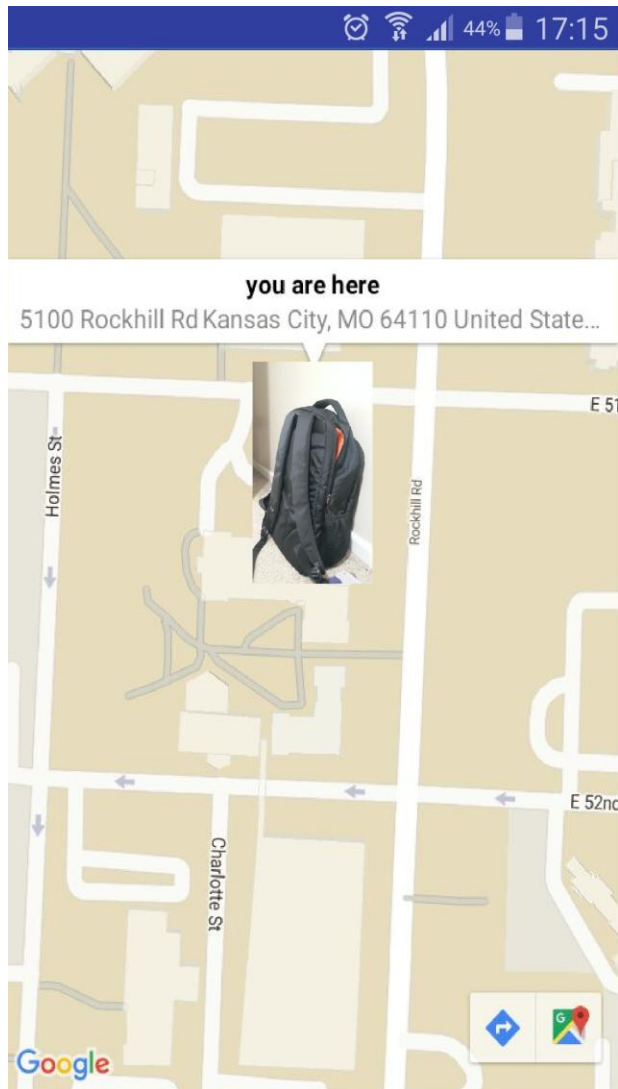 44% 17:15
you are here
5100 Rockhill Rd Kansas City, MO 64110 United State...
E 51
Holmes St
Rockhill Rd
E 52nd
Charlotte St
G
Google